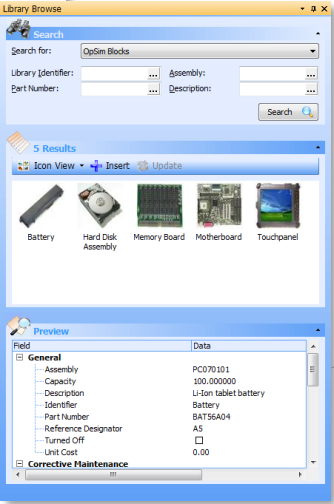 Library Browse
Search
Search for: OpSim Blocks
Library Identifier: ... Assembly: ...
Part Number: ... Description: ...
Search
5 Results
Icon View Insert Update
Battery Hard Disk Assembly Memory Board Motherboard Touchpanel
Preview
Field Data
General
Assembly PC070101
Capacity 100.000000
Description Li-Ion tablet battery
Identifier Battery
Part Number BAT56A04
Reference Designator A5
Turned Off
Unit Cost 0.00
Corrective Maintenance